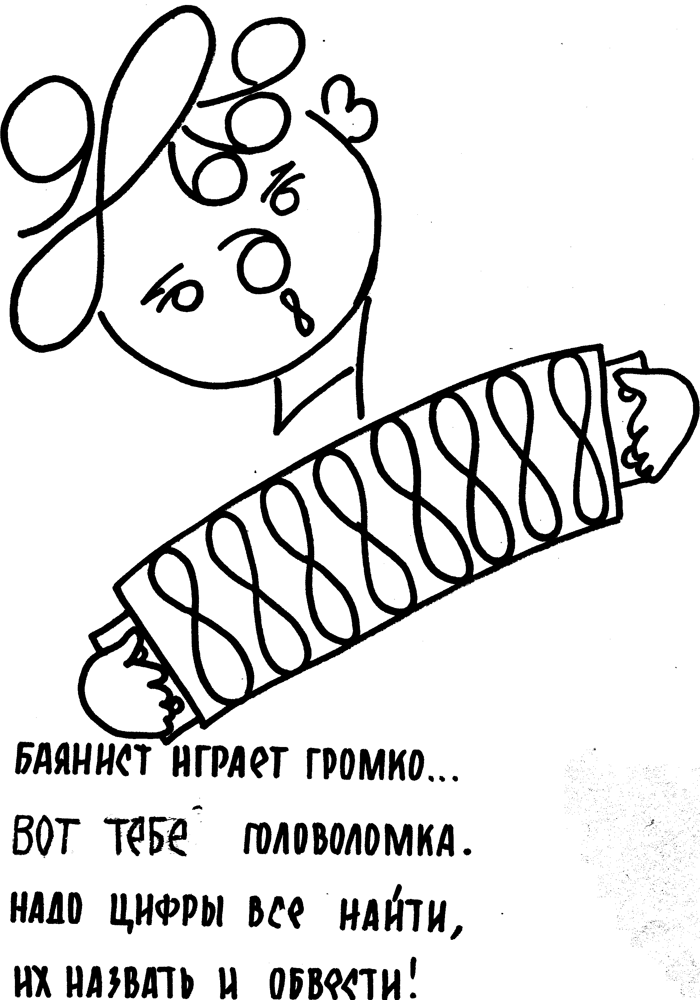 БАЯНИСТ ИГРАЕТ ГРОМКО...
ВОТ ТЕБЕ ГОЛОВОЛОМКА.
НАДО ЦИФРЫ ВСЕ НАЙТИ,
ИХ НАЗВАТЬ И ОБВЕСТИ!